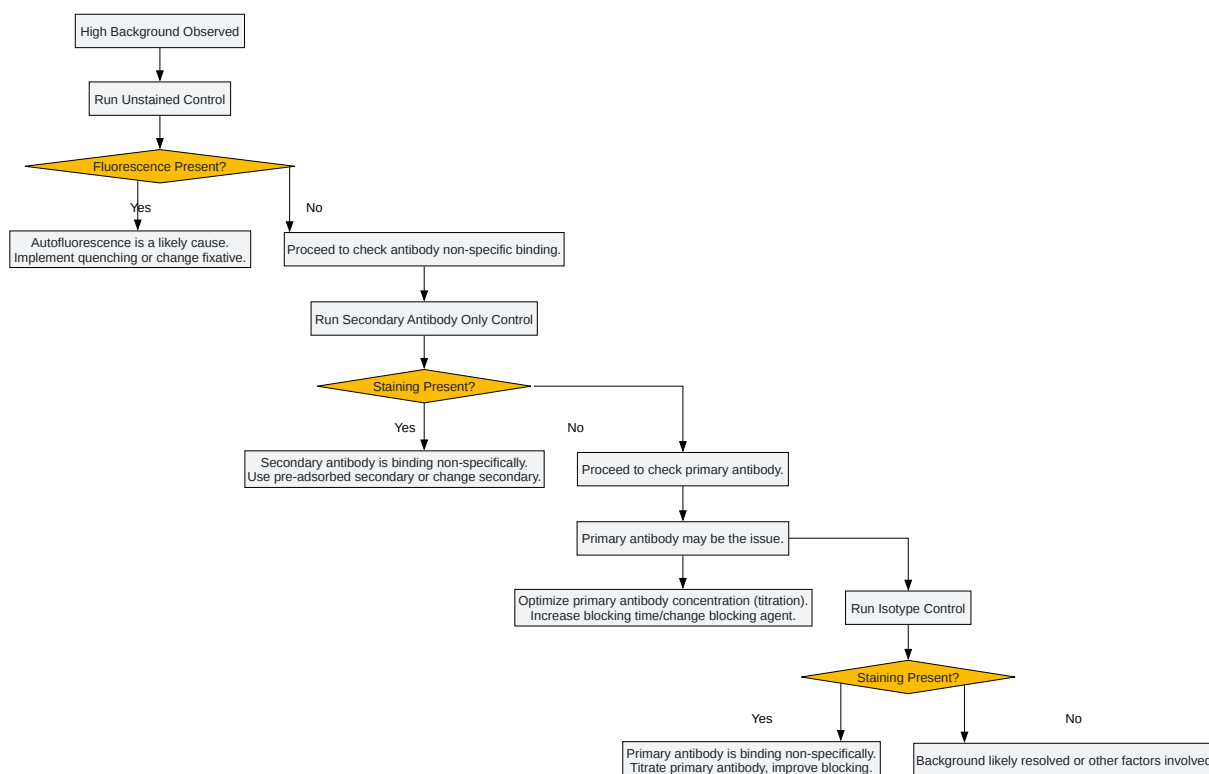 High Background Observed
Run Unstained Control
Fluorescence Present?
Yes
No
Autofluorescence is a likely cause.
Implement quenching or change fixative.
Proceed to check antibody non-specific binding.
Run Secondary Antibody Only Control
Staining Present?
Yes
No
Secondary antibody is binding non-specifically.
Use pre-adsorbed secondary or change secondary.
Proceed to check primary antibody.
Primary antibody may be the issue.
Optimize primary antibody concentration (titration).
Increase blocking time/change blocking agent.
Run Isotype Control
Staining Present?
Yes
No
Primary antibody is binding non-specifically.
Titrate primary antibody, improve blocking.
Background likely resolved or other factors involved